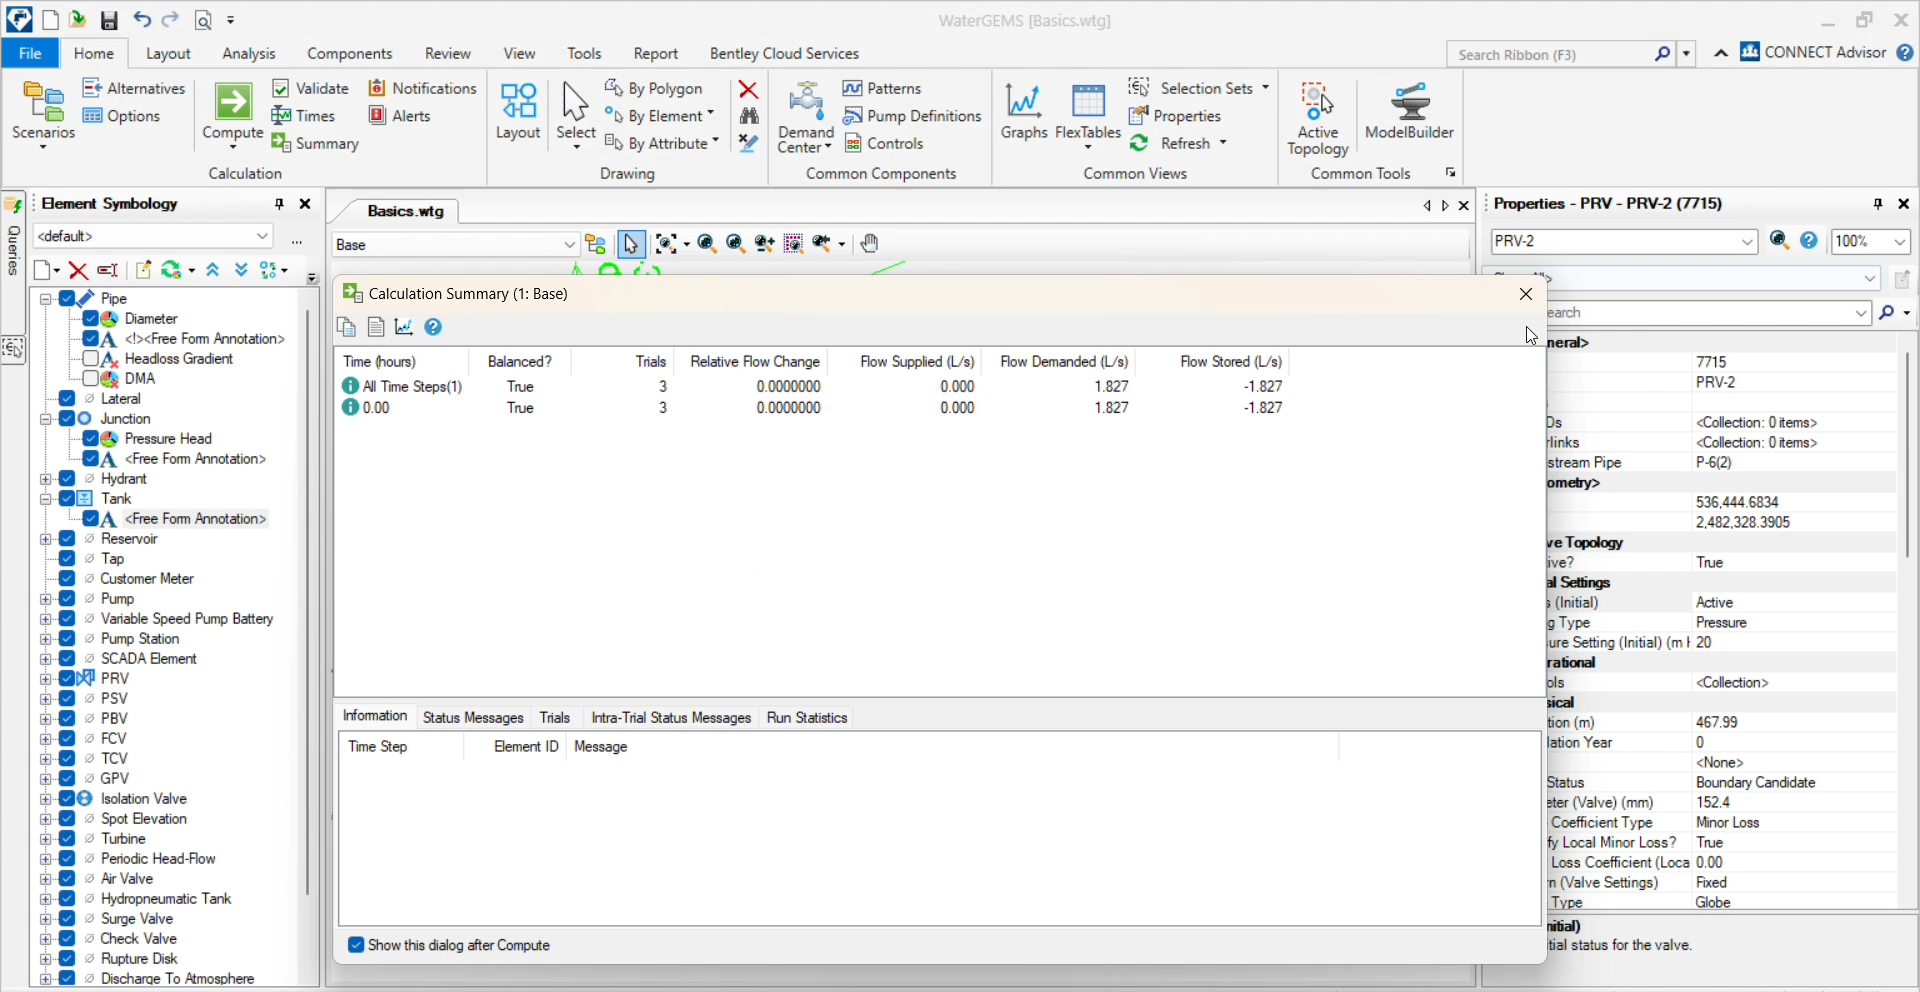 WaterGEMS [Basics.wtg]
File Home Layout Analysis Components Review View Tools Report Bentley Cloud Services
Search Ribbon (F3)
CONNECT Advisor
Scenarios
Alternatives
Options
Compute
Validate
Times
Summary
Notifications
Alerts
Calculation
Layout
Select
By Polygon
By Element
By Attribute
Drawing
Demand Center
Patterns
Pump Definitions
Controls
Common Components
Graphs
FlexTables
Selection Sets
Properties
Refresh
Common Views
Active Topology
ModelBuilder
Common Tools
Queries
Element Symbology
<default>
...
Pipe
Diameter
<!><Free Form Annotation>
Headloss Gradient
DMA
Lateral
Junction
Pressure Head
<Free Form Annotation>
Hydrant
Tank
<Free Form Annotation>
Reservoir
Tap
Customer Meter
Pump
Variable Speed Pump Battery
Pump Station
SCADA Element
PRV
PSV
PBV
FCV
TCV
GPV
Isolation Valve
Spot Elevation
Turbine
Periodic Head-Flow
Air Valve
Hydropneumatic Tank
Surge Valve
Check Valve
Rupture Disk
Discharge To Atmosphere
Basics.wtg
Base
Calculation Summary (1: Base)
Time (hours) Balanced? Trials Relative Flow Change Flow Supplied (L/s) Flow Demanded (L/s) Flow Stored (L/s)
All Time Steps(1) True 3 0.0000000 0.000 1.827 -1.827
0.00 True 3 0.0000000 0.000 1.827 -1.827
Information Status Messages Trials Intra-Trial Status Messages Run Statistics
Time Step Element ID Message
Show this dialog after Compute
Properties - PRV - PRV-2 (7715)
PRV-2
100%
earch
neral>
7715
PRV-2
Ds <Collection: 0 items>
rlinks <Collection: 0 items>
stream Pipe P-6(2)
ometry>
536,444.6834
2,482,328.3905
ve Topology
ive? True
al Settings
s (Initial) Active
g Type Pressure
ure Setting (Initial) (m H 20
rational
ols <Collection>
sical
tion (m) 467.99
lation Year 0
<None>
Status Boundary Candidate
eter (Valve) (mm) 152.4
Coefficient Type Minor Loss
fy Local Minor Loss? True
Loss Coefficient (Loca 0.00
n (Valve Settings) Fixed
Type Globe
nitial)
tial status for the valve.